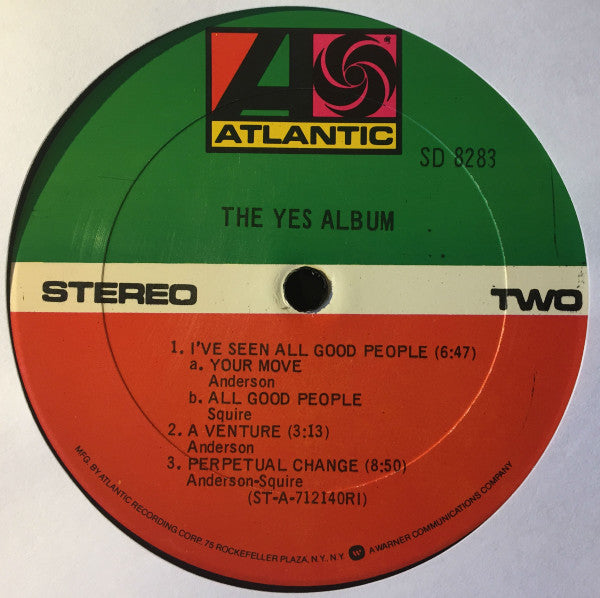 ATLANTIC
SD 8283
THE YES ALBUM
STEREO
TWO
1. I'VE SEEN ALL GOOD PEOPLE (6:47)
a. YOUR MOVE
Anderson
b. ALL GOOD PEOPLE
Squire
2. A VENTURE (3:13)
Anderson
3. PERPETUAL CHANGE (8:50)
Anderson-Squire
(ST-A-712140RI)
MFG. BY ATLANTIC RECORDING CORP. 75 ROCKEFELLER PLAZA, N.Y. N.Y. W A WARNER COMMUNICATIONS COMPANY